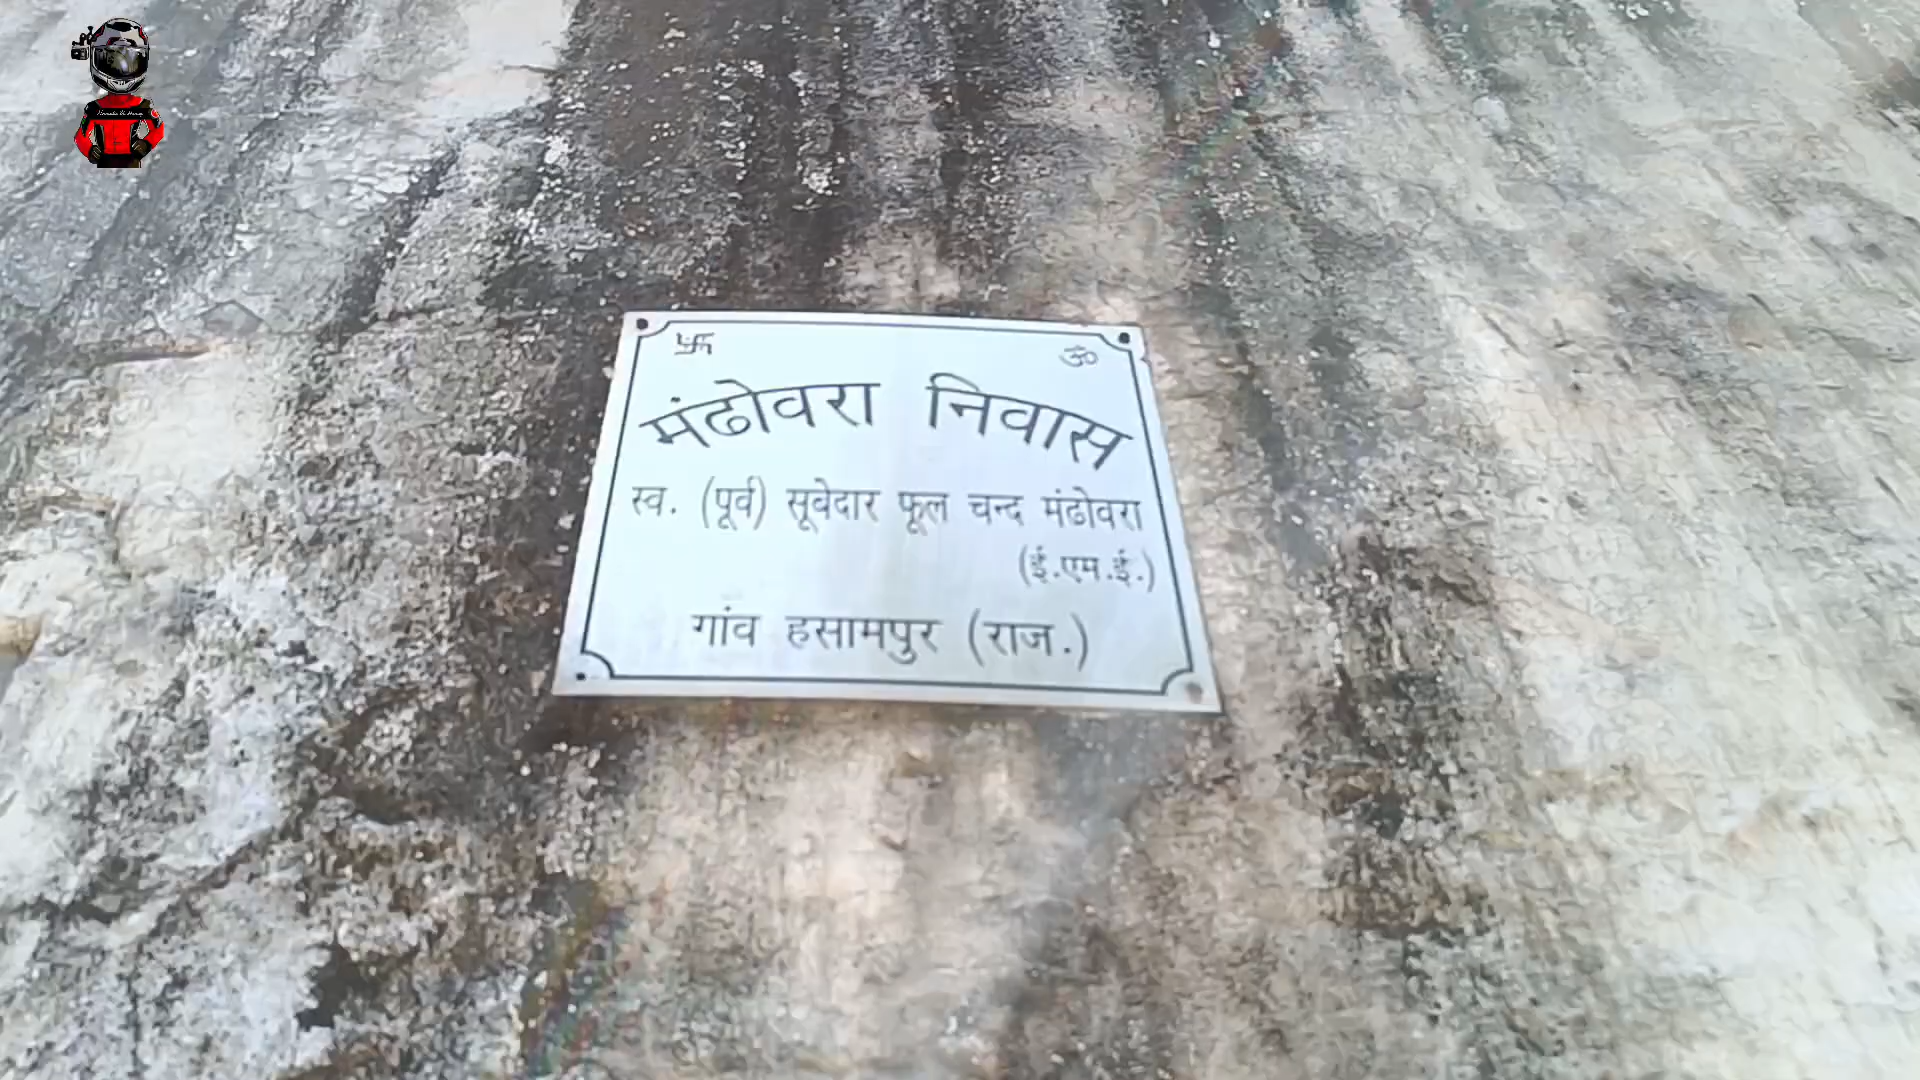 卐 ॐ
मंढोवरा निवास
स्व. (पूर्व) सूवेदार फूल चन्द मंढोवरा
(ई.एम.ई.)
गांव हसामपुर (राज.)